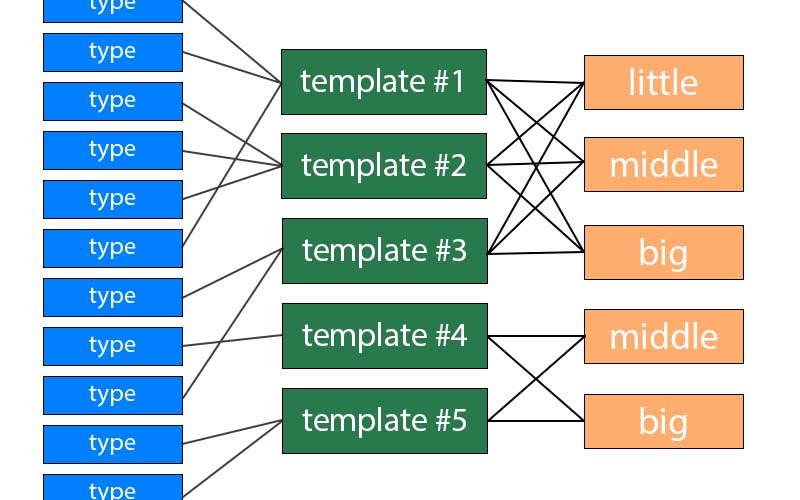 type
type
type
type
type
type
type
type
type
type
type
template #1
template #2
template #3
template #4
template #5
little
middle
big
middle
big